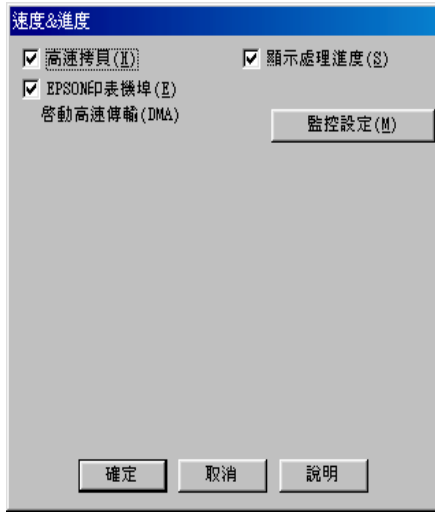 速度&進度
高速拷貝(H)
顯示處理進度(S)
EPSON印表機埠(E)
啓動高速傳輸(DMA)
監控設定(M)
確定
取消
說明